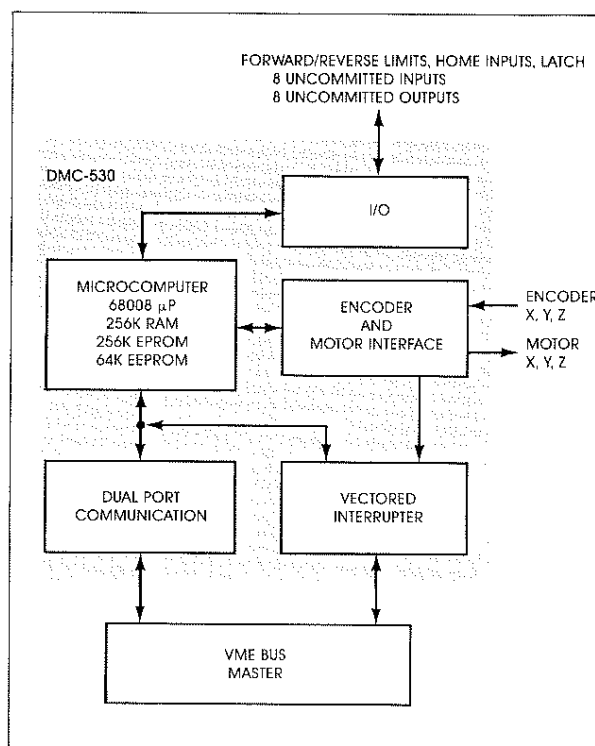 FORWARD/REVERSE LIMITS, HOME INPUTS, LATCH
8 UNCOMMITTED INPUTS
8 UNCOMMITTED OUTPUTS
DMC-530
I/O
MICROCOMPUTER
68008 µP
256K RAM
256K EPROM
64K EEPROM
ENCODER
AND
MOTOR INTERFACE
ENCODER
X, Y, Z
MOTOR
X, Y, Z
DUAL PORT
COMMUNICATION
VECTORED
INTERRUPTER
VME BUS
MASTER